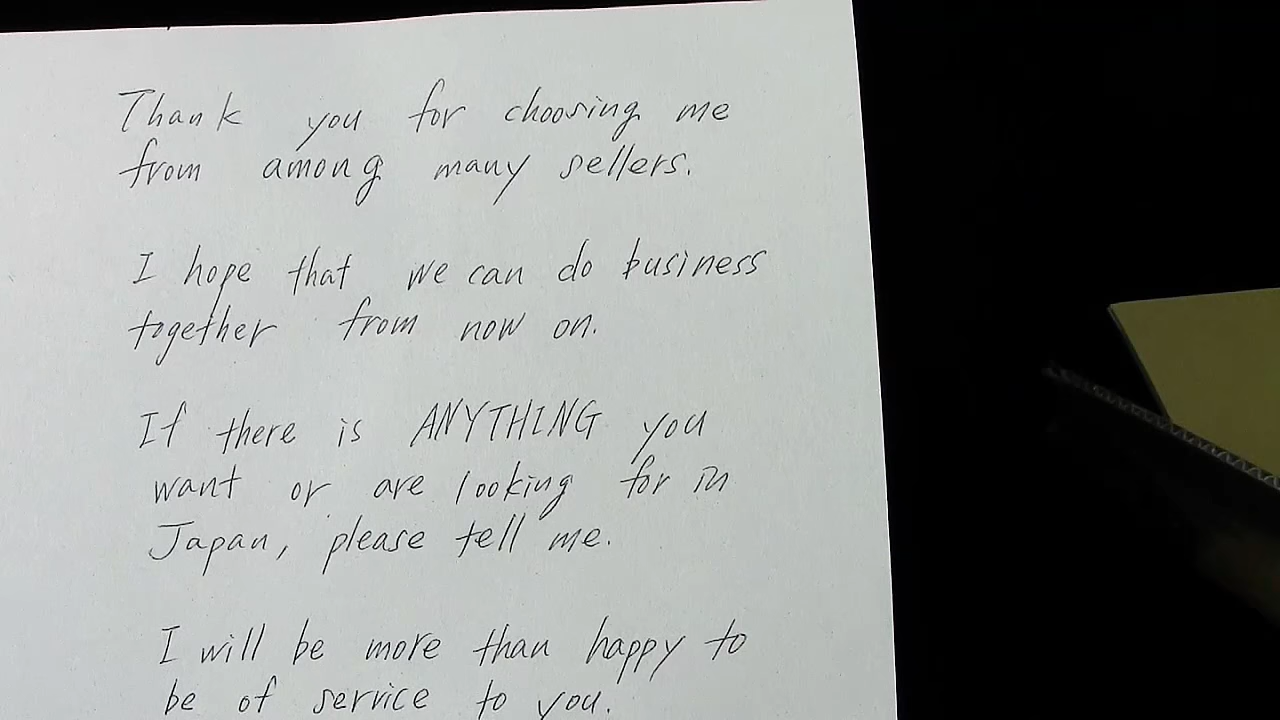 Thank you for choosing me
from among many sellers.
I hope that we can do business
together from now on.
If there is ANYTHING you
want or are looking for in
Japan, please tell me.
I will be more than happy to
be of service to you.